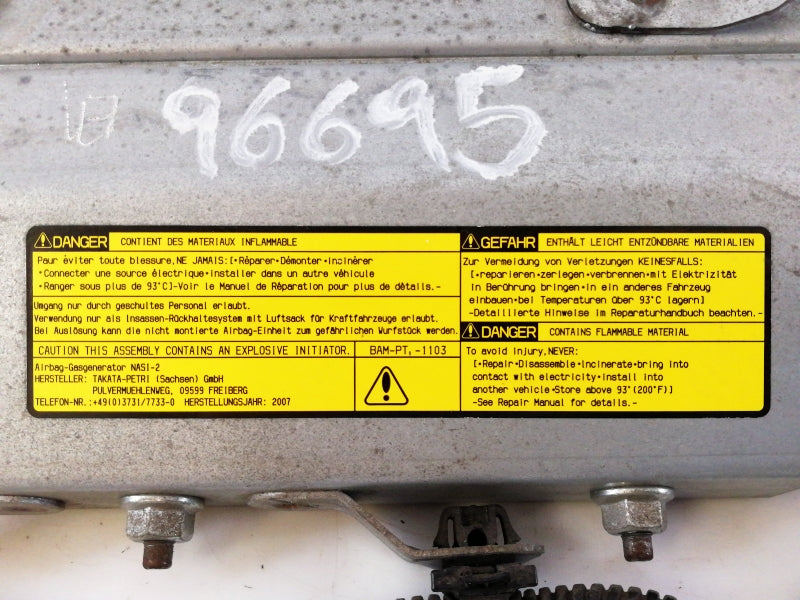 96695
DANGER CONTIENT DES MATERIAUX INFLAMMABLE
Paur éviter toute blessure,NE JAMAIS:[•Réparer•Démonter•Incinérer
•Connecter une source électrique•Installer dans un autre véhicule
•Ranger sous plus de 93°C]-Voir le Manuel de Réparation pour plus de détails.-
Umgang nur durch geschultes Personal erlaubt.
Verwendung nur als Insassen-Rückhaltesystem mit Luftsack für Kraftfahrzeuge erlaubt.
Bei Auslösung kann die nicht montierte Airbag-Einheit zum gefährlichen Wurfstück werden.
CAUTION THIS ASSEMBLY CONTAINS AN EXPLOSIVE INITIATOR.
BAM-PT₁-1103
Airbag-Gasgenerator NASI-2
HERSTELLER: TAKATA-PETRI (Sachsen) GmbH
PULVERMUEHLENWEG, 09599 FREIBERG
TELEFON-NR.:+49(0)3731/7733-0 HERSTELLUNGSJAHR: 2007
GEFAHR ENTHÄLT LEICHT ENTZÜNDBARE MATERIALIEN
Zur Vermeidung von Verletzungen KEINESFALLS:
[•reparieren•zerlegen•verbrennen•mit Elektrizität
in Berührung bringen•in ein anderes Fahrzeug
einbauen•bei Temperaturen über 93°C lagern]
-Detaillierte Hinweise im Reparaturhandbuch beachten.-
DANGER CONTAINS FLAMMABLE MATERIAL
To avoid injury,NEVER:
[•Repair•Disassemble•Incinerate•bring into
contact with electricity•install into
another vehicle•Store above 93°(200°F)]
-See Repair Manual for details.-